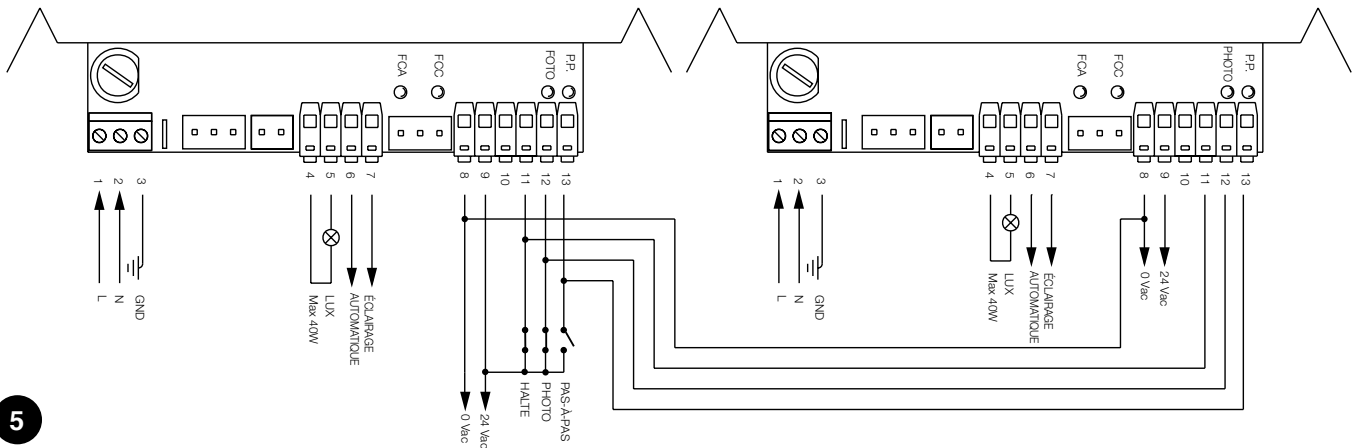 FCA
FCC
FOTO
P.P.
1
2
3
4
5
6
7
8
9
10
11
12
13
L
N
GND
LUX
Max 40W
ÉCLAIRAGE
AUTOMATIQUE
0 Vac
24 Vac
HALTE
PHOTO
PAS-À-PAS
FCA
FCC
PHOTO
P.P.
1
2
3
4
5
6
7
8
9
10
11
12
13
L
N
GND
LUX
Max 40W
ÉCLAIRAGE
AUTOMATIQUE
0 Vac
24 Vac
5